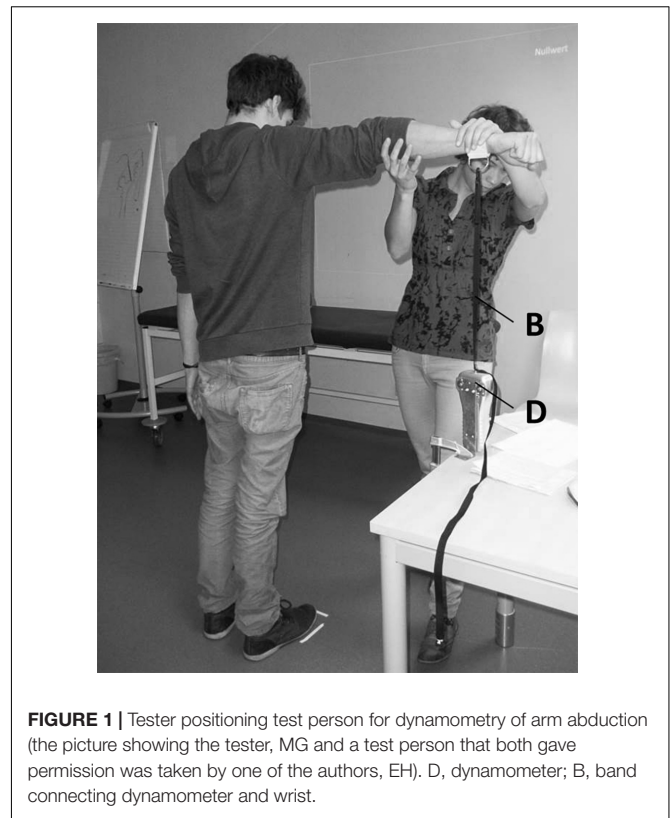 Nullwert
B
D
FIGURE 1 | Tester positioning test person for dynamometry of arm abduction
(the picture showing the tester, MG and a test person that both gave
permission was taken by one of the authors, EH). D, dynamometer; B, band
connecting dynamometer and wrist.